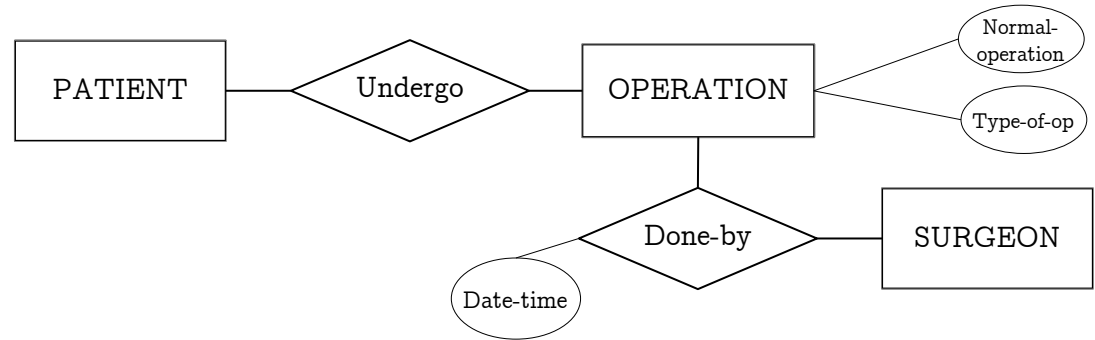 PATIENT
Undergo
OPERATION
Normal-
operation
Type-of-op
Done-by
SURGEON
Date-time